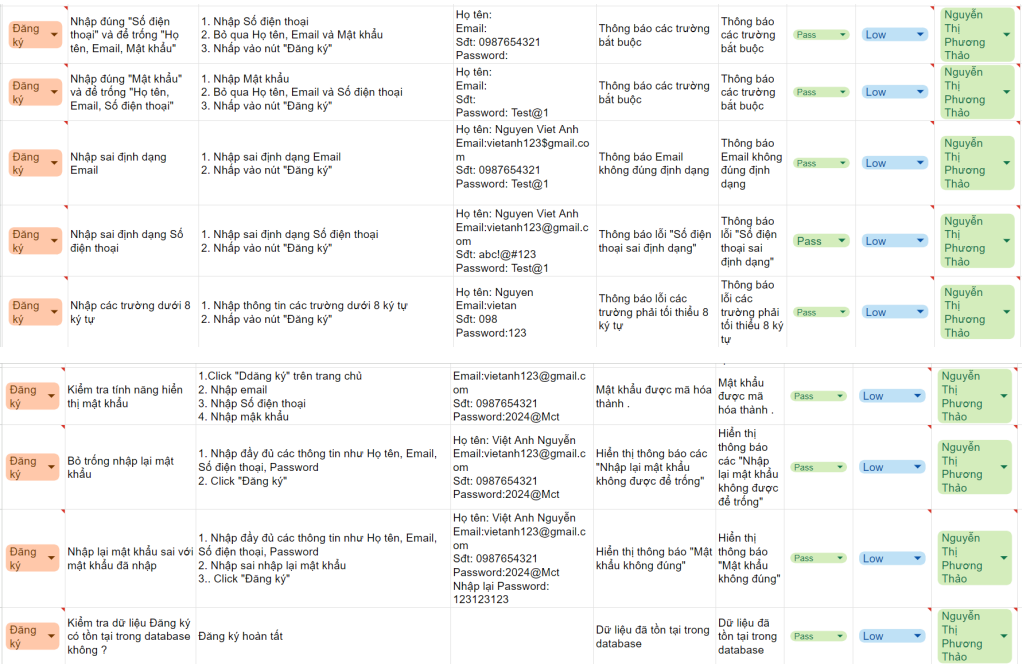 Đăng ký
Nhập đúng "Số điện thoại" và để trống "Họ tên, Email, Mật khẩu"
1. Nhập Số điện thoại
2. Bỏ qua Họ tên, Email và Mật khẩu
3. Nhấp vào nút "Đăng ký"
Họ tên:
Email:
Sđt: 0987654321
Password:
Thông báo các trường bắt buộc
Thông báo các trường bắt buộc
Pass
Low
Nguyễn Thị Phương Thảo
Đăng ký
Nhập đúng "Mật khẩu" và để trống "Họ tên, Email, Số điện thoại"
1. Nhập Mật khẩu
2. Bỏ qua Họ tên, Email và Số điện thoại
3. Nhấp vào nút "Đăng ký"
Họ tên:
Email:
Sđt:
Password: Test@1
Thông báo các trường bắt buộc
Thông báo các trường bắt buộc
Pass
Low
Nguyễn Thị Phương Thảo
Đăng ký
Nhập sai định dạng Email
1. Nhập sai định dạng Email
2. Nhấp vào nút "Đăng ký"
Họ tên: Nguyen Viet Anh
Email:vietanh123$gmail.com
Sđt: 0987654321
Password: Test@1
Thông báo Email không đúng định dạng
Thông báo Email không đúng định dạng
Pass
Low
Nguyễn Thị Phương Thảo
Đăng ký
Nhập sai định dạng Số điện thoại
1. Nhập sai định dạng Số điện thoại
2. Nhấp vào nút "Đăng ký"
Họ tên: Nguyen Viet Anh
Email:vietanh123@gmail.com
Sđt: abc!@#123
Password: Test@1
Thông báo lỗi "Số điện thoại sai định dạng"
Thông báo lỗi "Số điện thoại sai định dạng"
Pass
Low
Nguyễn Thị Phương Thảo
Đăng ký
Nhập các trường dưới 8 ký tự
1. Nhập thông tin các trường dưới 8 ký tự
2. Nhấp vào nút "Đăng ký"
Họ tên: Nguyen
Email:vietan
Sđt: 098
Password:123
Thông báo lỗi các trường phải tối thiểu 8 ký tự
Thông báo lỗi các trường phải tối thiểu 8 ký tự
Pass
Low
Nguyễn Thị Phương Thảo
Đăng ký
Kiểm tra tính năng hiển thị mật khẩu
1.Click "Dđăng ký" trên trang chủ
2. Nhập email
3. Nhập Số điện thoại
4. Nhập mậk khẩu
Email:vietanh123@gmail.com
Sđt: 0987654321
Password:2024@Mct
Mật khẩu được mã hóa thành .
Mật khẩu được mã hóa thành .
Pass
Low
Nguyễn Thị Phương Thảo
Đăng ký
Bỏ trống nhập lại mật khẩu
1. Nhập đầy đủ các thông tin như Họ tên, Email, Số điện thoại, Password
2. Click "Đăng ký"
Họ tên: Việt Anh Nguyễn
Email:vietanh123@gmail.com
Sđt: 0987654321
Password:2024@Mct
Hiển thị thông báo các "Nhập lại mật khẩu không được để trống"
Hiển thị thông báo các "Nhập lại mật khẩu không được để trống"
Pass
Low
Nguyễn Thị Phương Thảo
Đăng ký
Nhập lại mật khẩu sai với mật khẩu đã nhập
1. Nhập đầy đủ các thông tin như Họ tên, Email, Số điện thoại, Password
2. Nhập sai nhập lại mật khẩu
3.. Click "Đăng ký"
Họ tên: Việt Anh Nguyễn
Email:vietanh123@gmail.com
Sđt: 0987654321
Password:2024@Mct
Nhập lại Password: 123123123
Hiển thị thông báo "Mật khẩu không đúng"
Hiển thị thông báo "Mật khẩu không đúng"
Pass
Low
Nguyễn Thị Phương Thảo
Đăng ký
Kiểm tra dữ liệu Đăng ký có tồn tại trong database không ?
Đăng ký hoàn tất
Dữ liệu đã tồn tại trong database
Dữ liệu đã tồn tại trong database
Pass
Low
Nguyễn Thị Phương Thảo